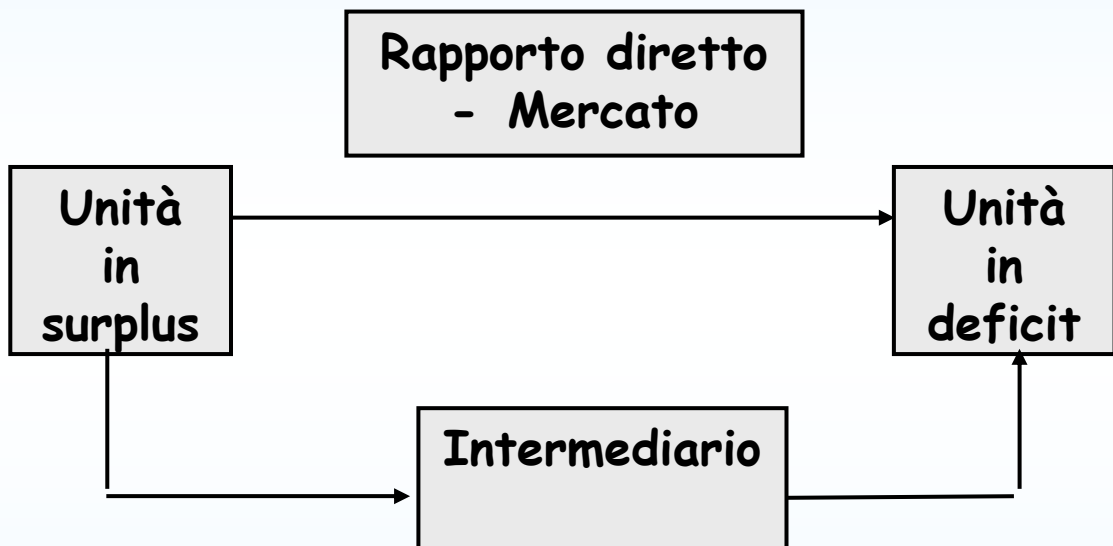 Rapporto diretto
- Mercato
Unità
in
surplus
Unità
in
deficit
Intermediario